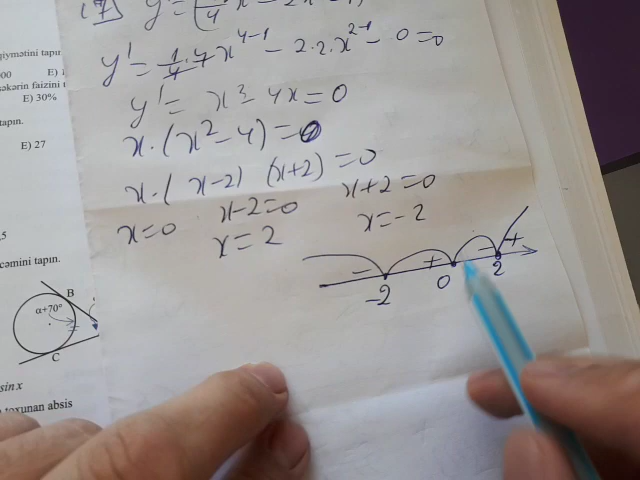 (7) y =
y' = 1/4 · 4x^4-1 - 2·2·x^2-1 - 0 = 0
y' = x³ - 4x = 0
x·(x² - 4) = 0
x·(x-2) (x+2) = 0
x=0 x-2=0 x+2=0
x=2 x=-2
- + - +
-2 0 2
qiymətini tapın
E)
faizini
E) 30%
tapın.
E) 27
tapın.
B
α+70°
C
sin x
toxunan absis